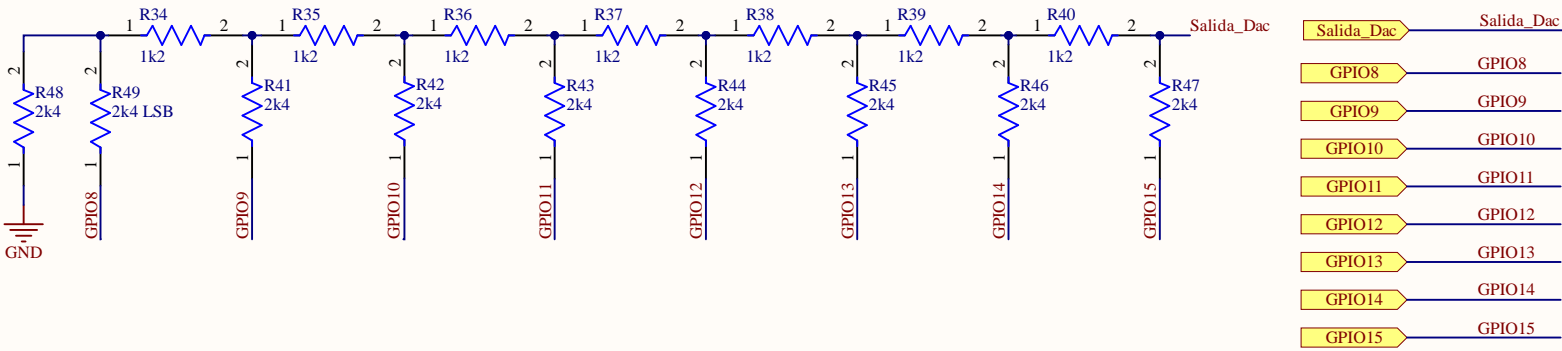 1 R34 2
1k2
1 R35 2
1k2
1 R36 2
1k2
1 R37 2
1k2
1 R38 2
1k2
1 R39 2
1k2
1 R40 2
1k2
Salida_Dac
2
R48
2k4
1
2
R49
2k4 LSB
1
2
R41
2k4
1
2
R42
2k4
1
2
R43
2k4
1
2
R44
2k4
1
2
R45
2k4
1
2
R46
2k4
1
2
R47
2k4
1
GND
GPIO8
GPIO9
GPIO10
GPIO11
GPIO12
GPIO13
GPIO14
GPIO15
Salida_Dac
Salida_Dac
GPIO8
GPIO8
GPIO9
GPIO9
GPIO10
GPIO10
GPIO11
GPIO11
GPIO12
GPIO12
GPIO13
GPIO13
GPIO14
GPIO14
GPIO15
GPIO15